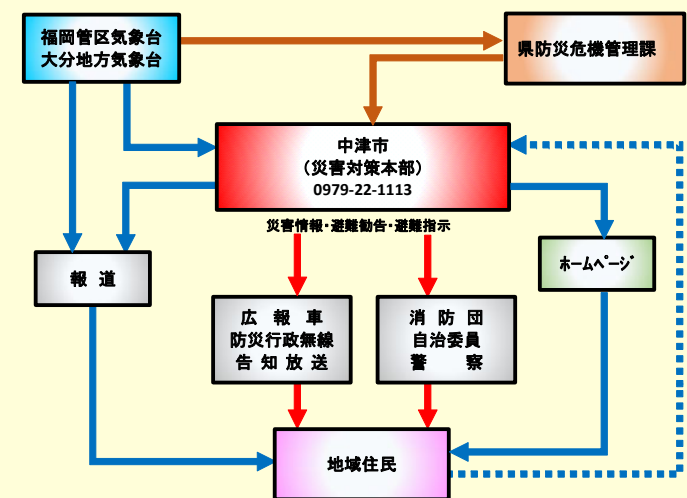 福岡管区気象台
大分地方気象台
県防災危機管理課
中津市
(災害対策本部)
0979-22-1113
災害情報・避難勧告・避難指示
報 道
ホームページ
広 報 車
防災行政無線
告 知 放 送
消 防 団
自治委員
警 察
地域住民